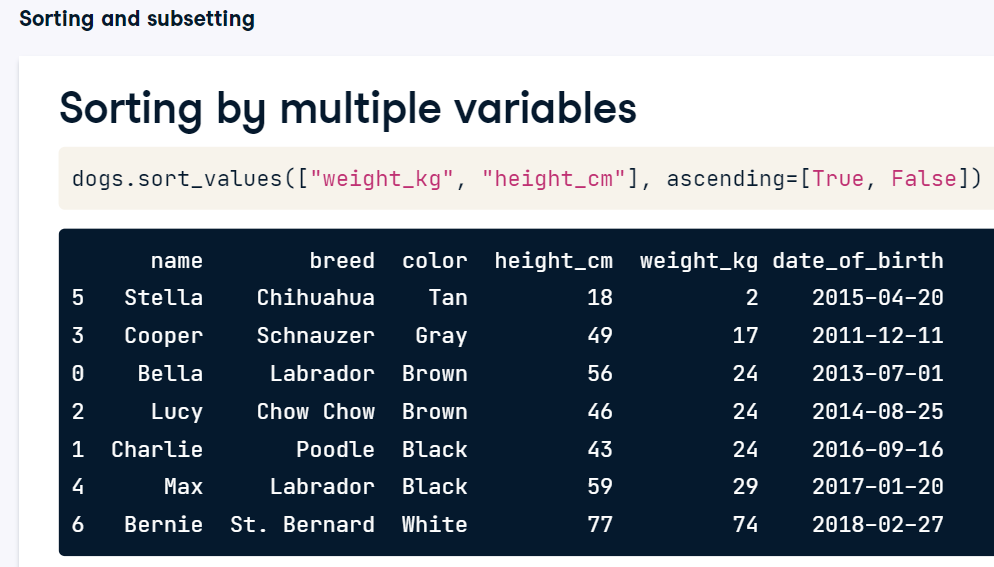 Sorting and subsetting
Sorting by multiple variables
dogs.sort_values(["weight_kg", "height_cm"], ascending=[True, False])
name breed color height_cm weight_kg date_of_birth
5 Stella Chihuahua Tan 18 2 2015-04-20
3 Cooper Schnauzer Gray 49 17 2011-12-11
0 Bella Labrador Brown 56 24 2013-07-01
2 Lucy Chow Chow Brown 46 24 2014-08-25
1 Charlie Poodle Black 43 24 2016-09-16
4 Max Labrador Black 59 29 2017-01-20
6 Bernie St. Bernard White 77 74 2018-02-27